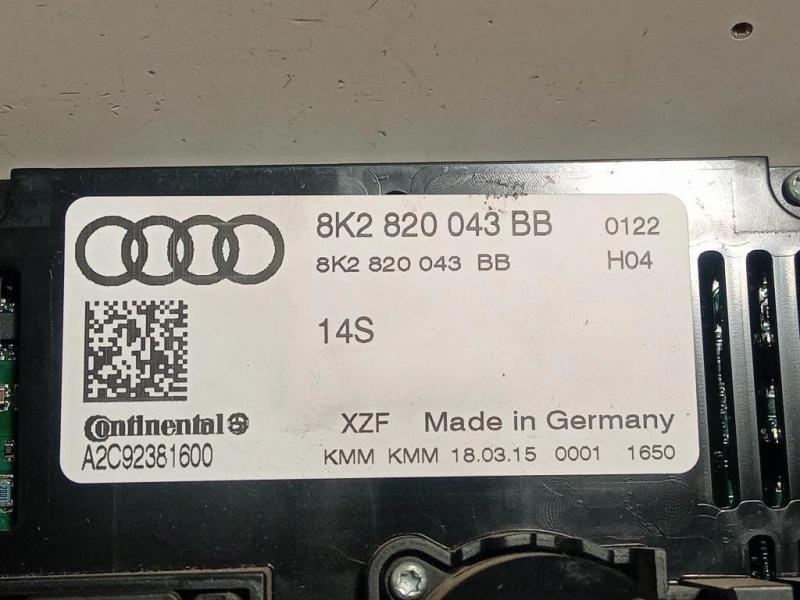 8K2 820 043 BB 0122
8K2 820 043 BB H04
14S
Continental
XZF Made in Germany
A2C92381600
KMM KMM 18.03.15 0001 1650